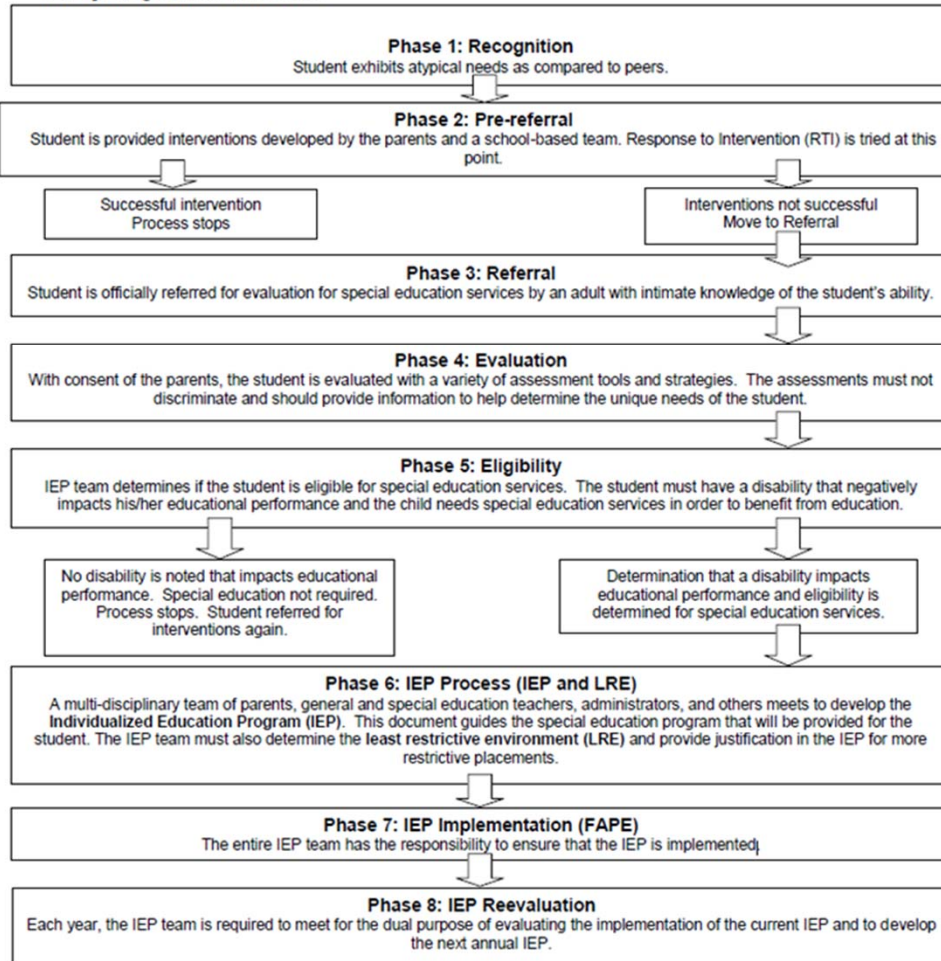 Phase 1: Recognition
Student exhibits atypical needs as compared to peers.
Phase 2: Pre-referral
Student is provided interventions developed by the parents and a school-based team. Response to Intervention (RTI) is tried at this
point.
Successful intervention
Process stops
Interventions not successful
Move to Referral
Phase 3: Referral
Student is officially referred for evaluation for special education services by an adult with intimate knowledge of the student's ability.
Phase 4: Evaluation
With consent of the parents, the student is evaluated with a variety of assessment tools and strategies. The assessments must not
discriminate and should provide information to help determine the unique needs of the student.
Phase 5: Eligibility
IEP team determines if the student is eligible for special education services. The student must have a disability that negatively
impacts his/her educational performance and the child needs special education services in order to benefit from education.
No disability is noted that impacts educational
performance. Special education not required.
Process stops. Student referred for
interventions again.
Determination that a disability impacts
educational performance and eligibility is
determined for special education services.
Phase 6: IEP Process (IEP and LRE)
A multi-disciplinary team of parents, general and special education teachers, administrators, and others meets to develop the
Individualized Education Program (IEP). This document guides the special education program that will be provided for the
student. The IEP team must also determine the least restrictive environment (LRE) and provide justification in the IEP for more
restrictive placements.
Phase 7: IEP Implementation (FAPE)
The entire IEP team has the responsibility to ensure that the IEP is implemented
Phase 8: IEP Reevaluation
Each year, the IEP team is required to meet for the dual purpose of evaluating the implementation of the current IEP and to develop
the next annual IEP.